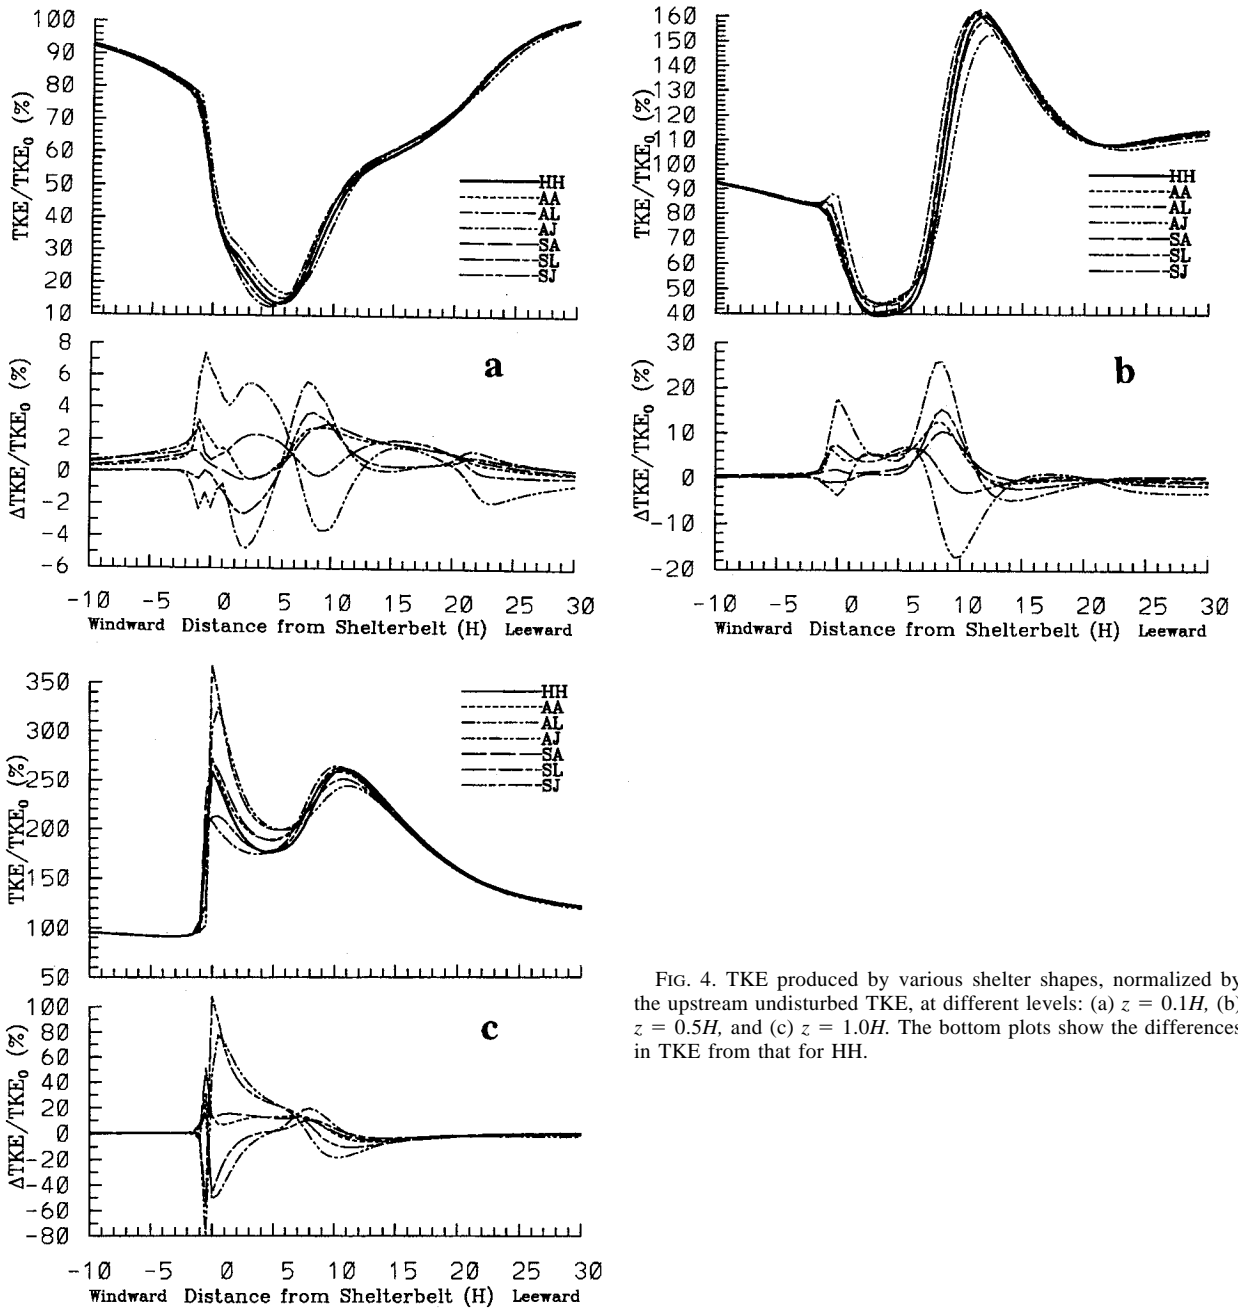 TKE/TKE0 (%)
100
90
80
70
60
50
40
30
20
10
HH
AA
AL
AJ
SA
SL
SJ
ΔTKE/TKE0 (%)
8
6
4
2
0
-2
-4
-6
a
-10 -5 0 5 10 15 20 25 30
Windward Distance from Shelterbelt (H) Leeward
TKE/TKE0 (%)
160
150
140
130
120
110
100
90
80
70
60
50
40
HH
AA
AL
AJ
SA
SL
SJ
ΔTKE/TKE0 (%)
30
20
10
0
-10
-20
b
-10 -5 0 5 10 15 20 25 30
Windward Distance from Shelterbelt (H) Leeward
TKE/TKE0 (%)
350
300
250
200
150
100
50
HH
AA
AL
AJ
SA
SL
SJ
ΔTKE/TKE0 (%)
100
80
60
40
20
0
-20
-40
-60
-80
c
-10 -5 0 5 10 15 20 25 30
Windward Distance from Shelterbelt (H) Leeward
FIG. 4. TKE produced by various shelter shapes, normalized by
the upstream undisturbed TKE, at different levels: (a) z = 0.1H, (b)
z = 0.5H, and (c) z = 1.0H. The bottom plots show the differences
in TKE from that for HH.